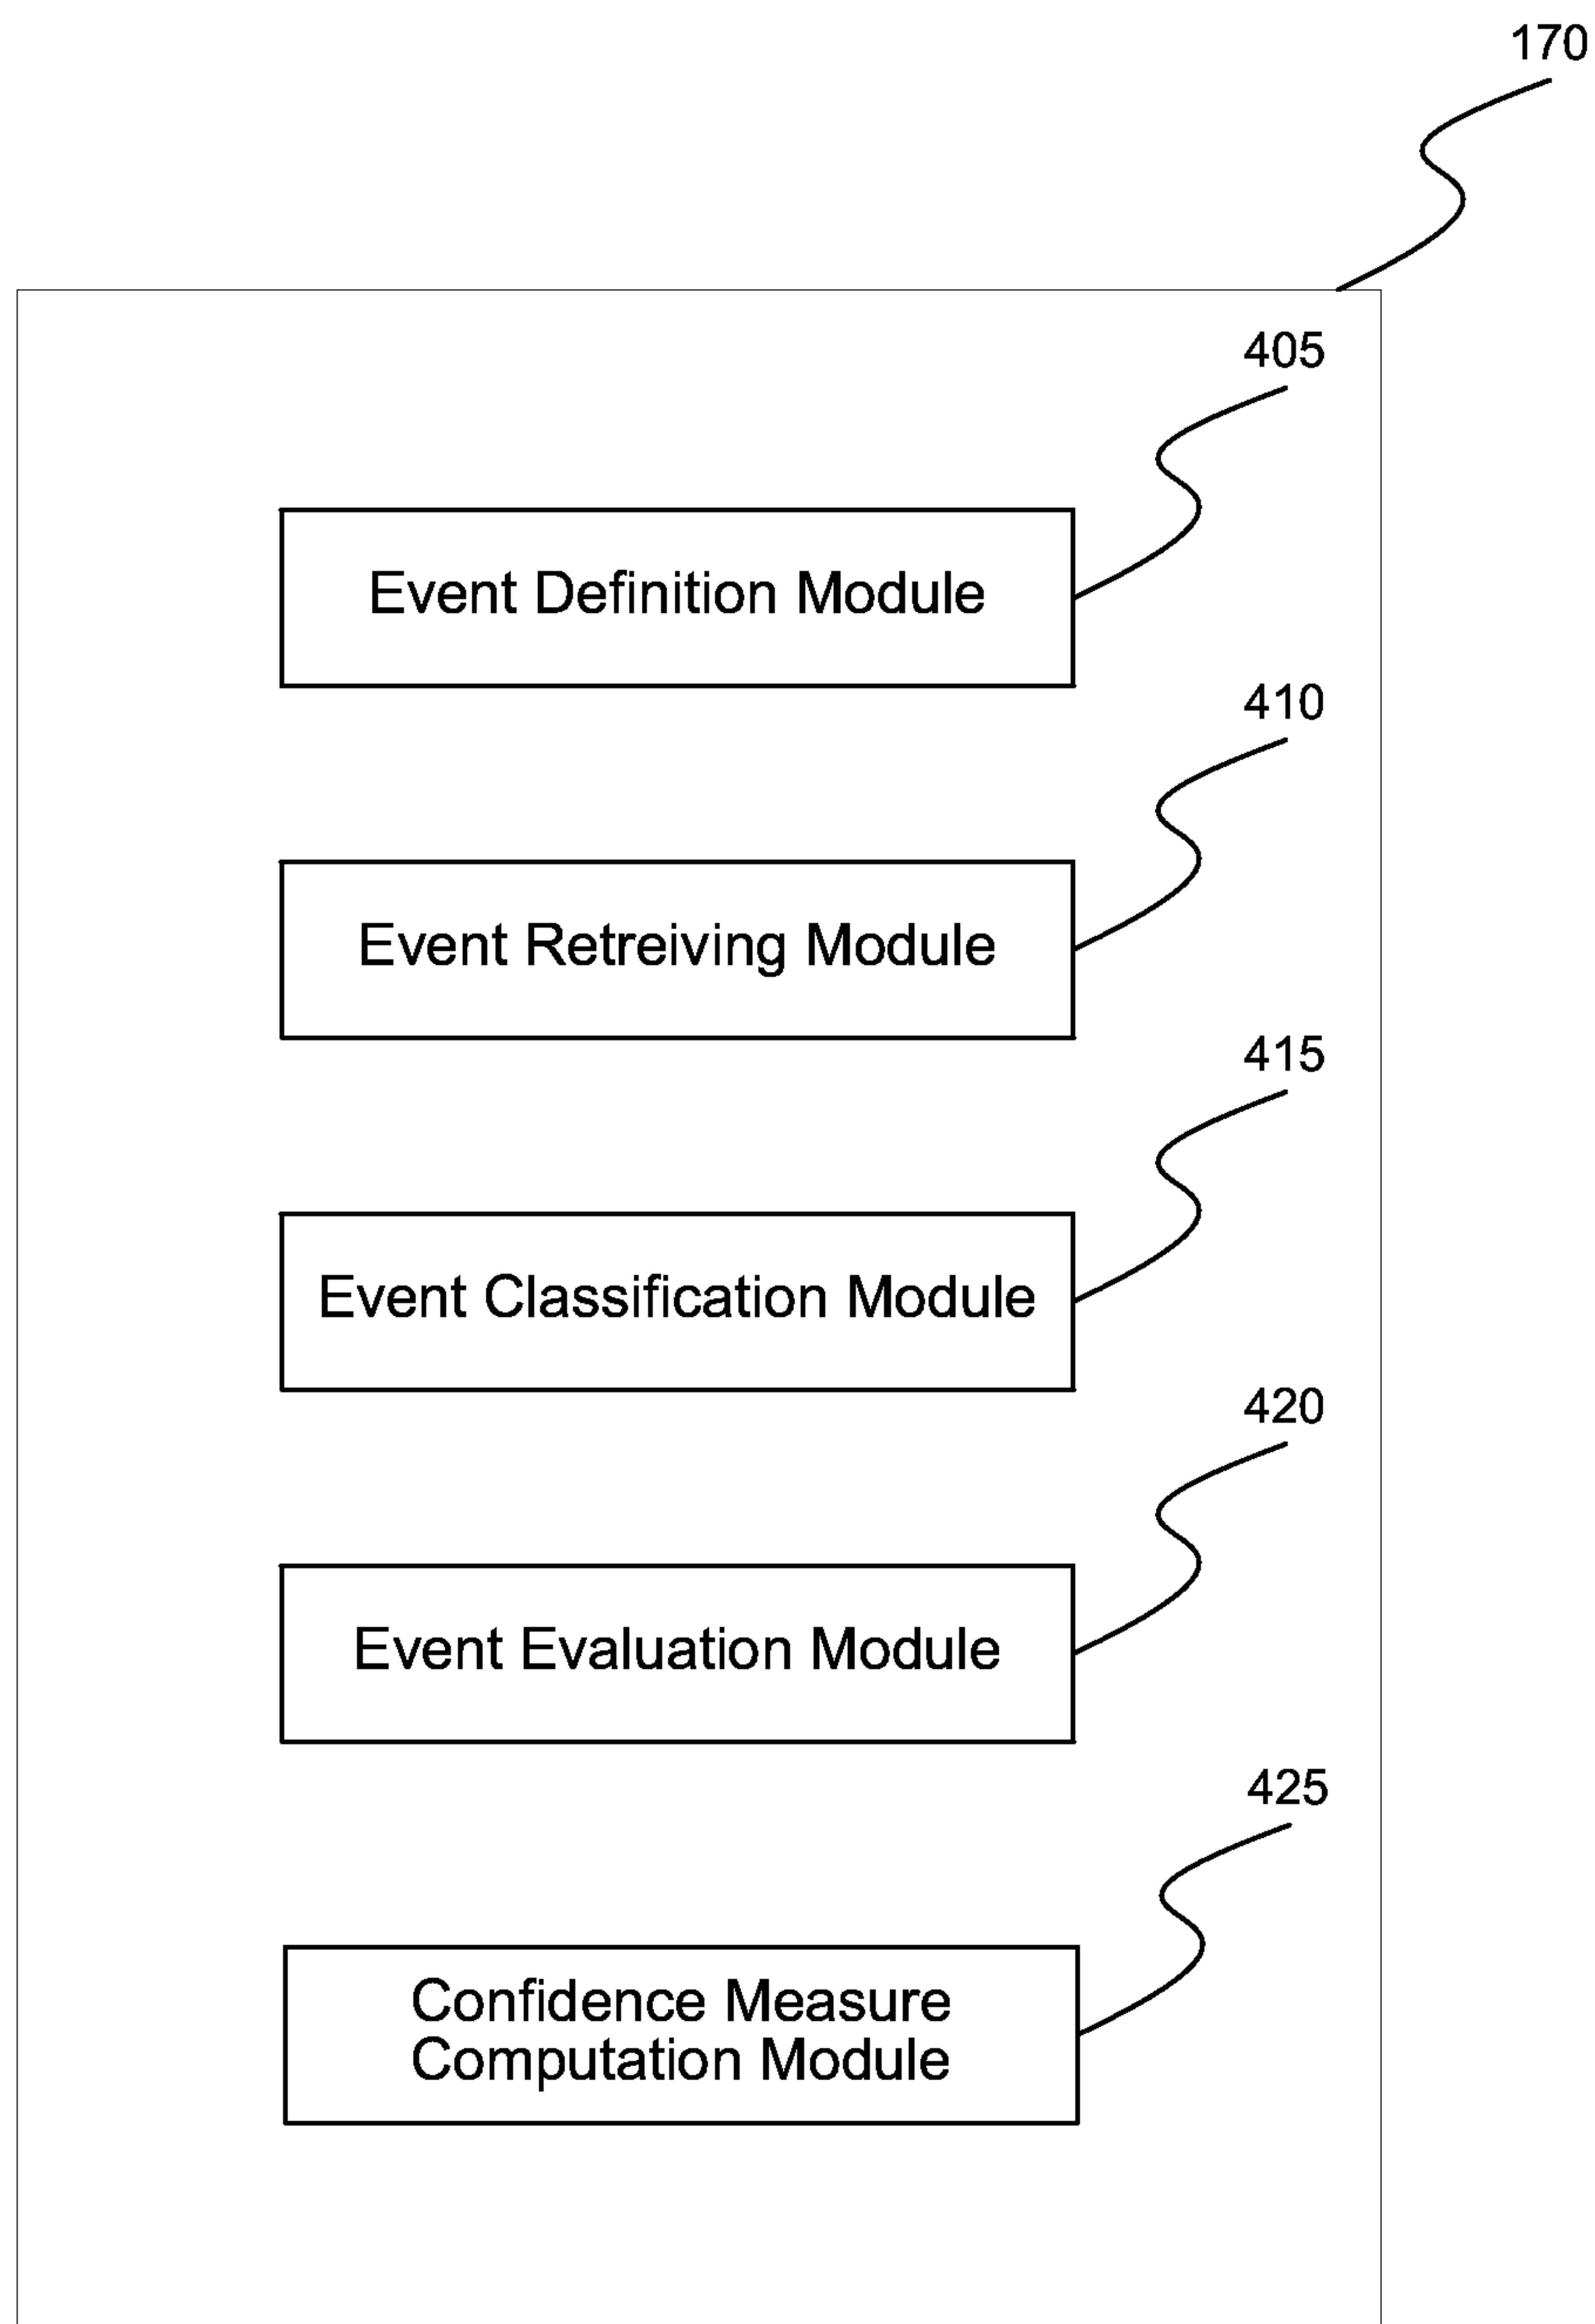 170
405
Event Definition Module
410
Event Retreiving Module
415
Event Classification Module
420
Event Evaluation Module
425
Confidence Measure
Computation Module